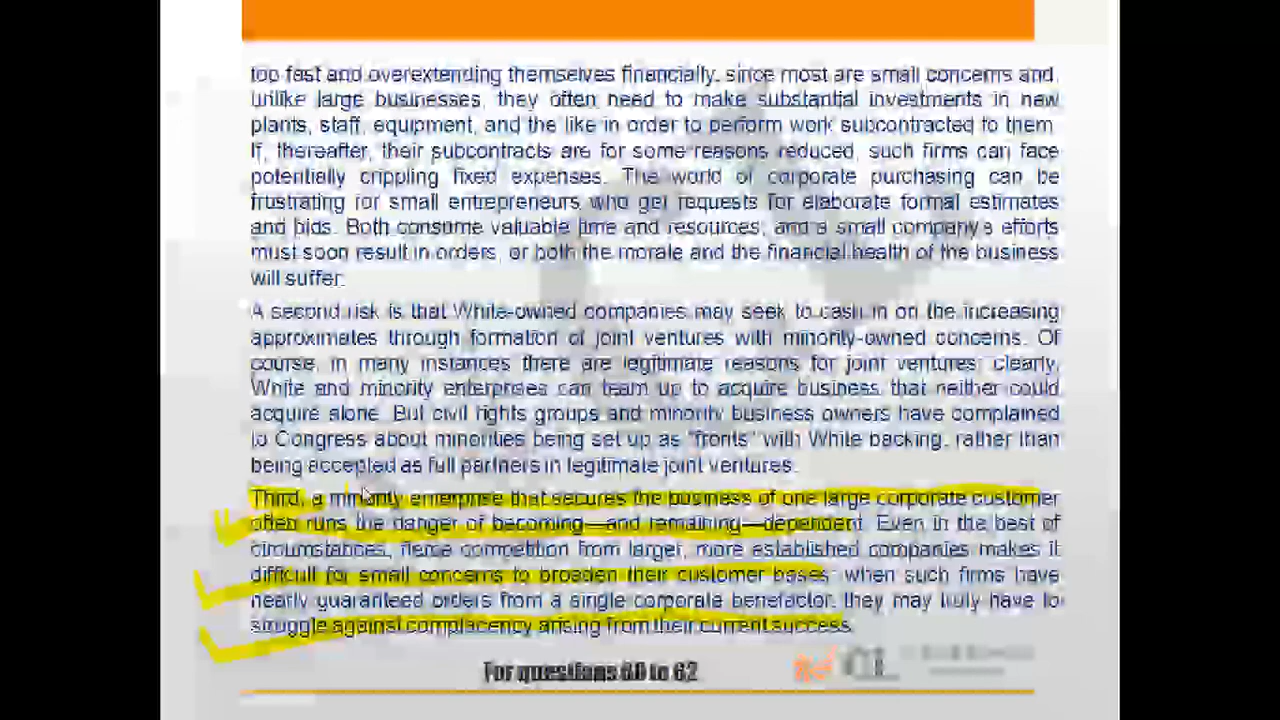 too fast and overextending themselves financially, since most are small concerns and,
unlike large businesses, they often need to make substantial investments in new
plants, staff, equipment, and the like in order to perform work subcontracted to them.
If, thereafter, their subcontracts are for some reasons reduced, such firms can face
potentially crippling fixed expenses. The world of corporate purchasing can be
frustrating for small entrepreneurs who get requests for elaborate formal estimates
and bids. Both consume valuable time and resources, and a small company's efforts
must soon result in orders, or both the morale and the financial health of the business
will suffer.
A second risk is that White-owned companies may seek to cash in on the increasing
approximates through formation of joint ventures with minority-owned concerns. Of
course, in many instances there are legitimate reasons for joint ventures; clearly,
White and minority enterprises can team up to acquire business that neither could
acquire alone. But civil rights groups and minority business owners have complained
to Congress about minorities being set up as "fronts" with White backing, rather than
being accepted as full partners in legitimate joint ventures.
Third, a minority enterprise that secures the business of one large corporate customer
often runs the danger of becoming—and remaining—dependent. Even in the best of
circumstances, fierce competition from larger, more established companies makes it
difficult for small concerns to broaden their customer bases; when such firms have
nearly guaranteed orders from a single corporate benefactor, they may truly have to
struggle against complacency arising from their current success.
For questions 60 to 62